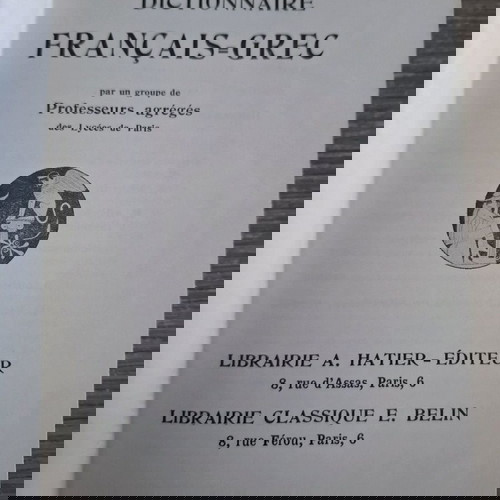 DICTIONNAIRE
FRANÇAIS-GREC
par un groupe de
Professeurs agrégés
des Lycées de Paris
LIBRAIRIE A. HATIER-ÉDITEUR
8, rue d'Assas, Paris, 6
LIBRAIRIE CLASSIQUE E. BELIN
8, rue Férou, Paris, 6